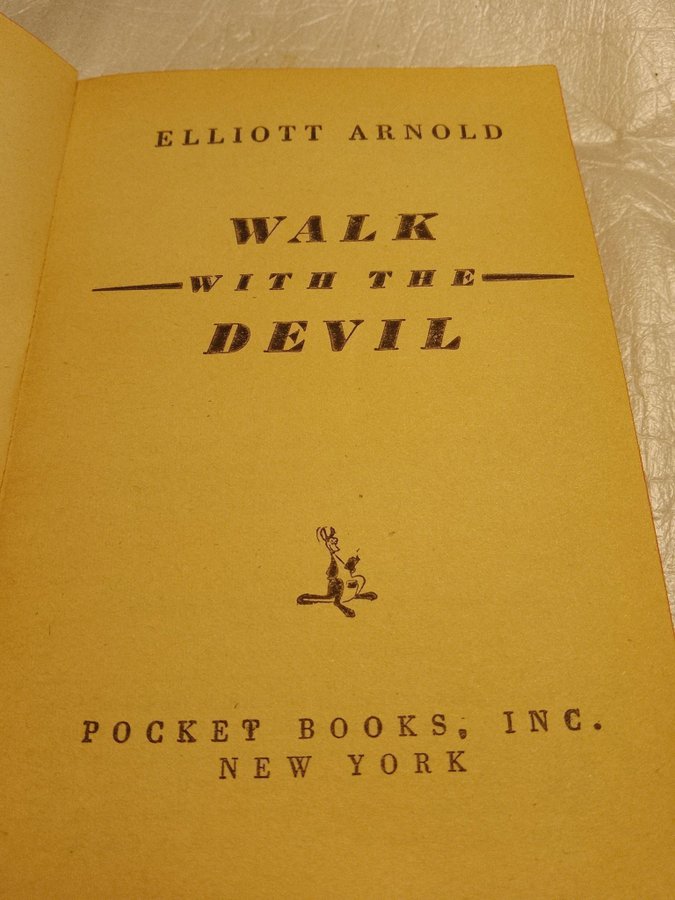 ELLIOTT ARNOLD
WALK
WITH THE
DEVIL
POCKET BOOKS, INC.
NEW YORK